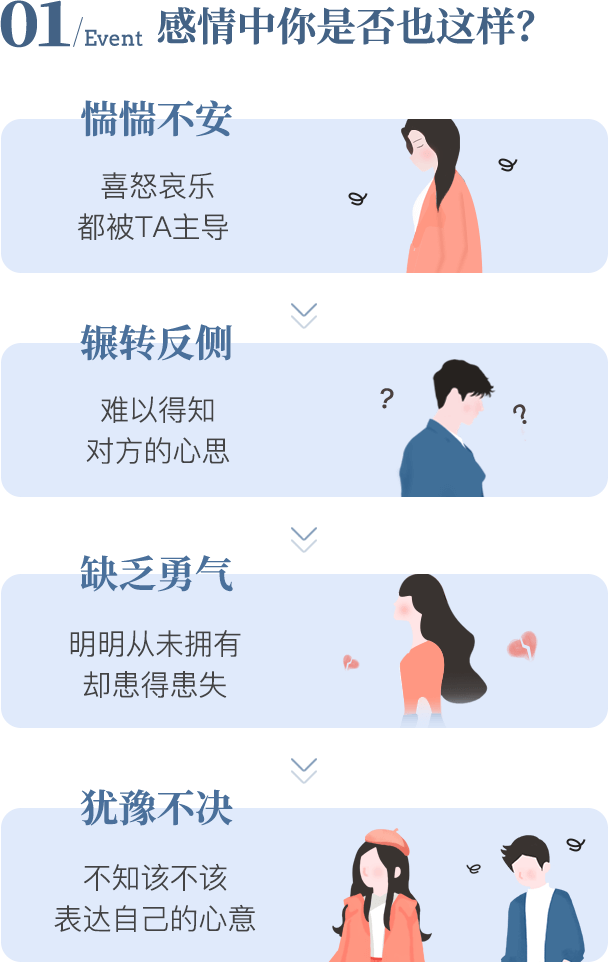 01/Event 感情中你是否也这样?
惴惴不安
喜怒哀乐
都被TA主导
辗转反侧
难以得知
对方的心思
?
?
缺乏勇气
明明从未拥有
却患得患失
犹豫不决
不知该不该
表达自己的心意